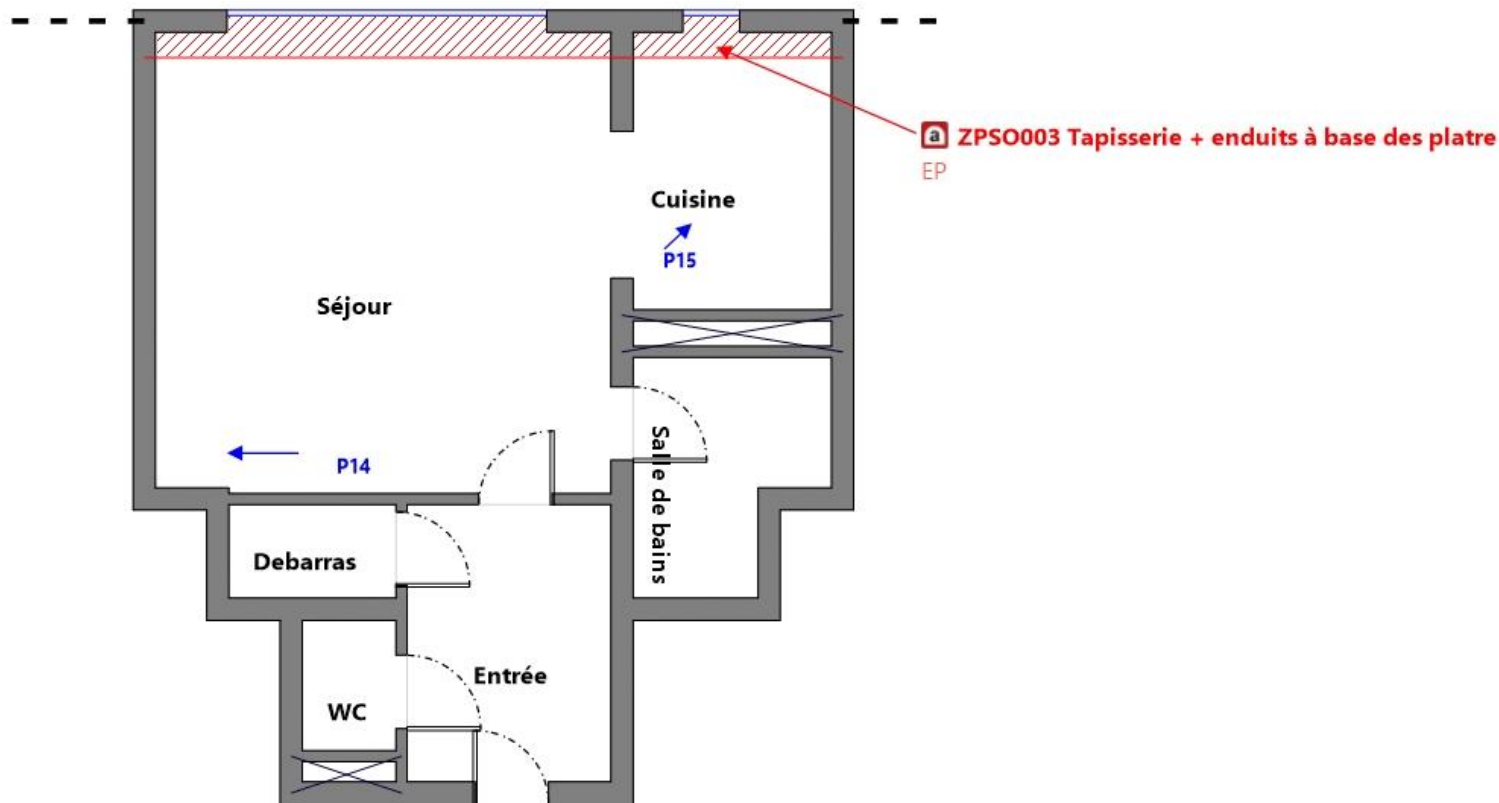 a ZPSO003 Tapisserie + enduits à base des platre
EP
Cuisine
P15
Séjour
P14
Salle de bains
Debarras
Entrée
WC